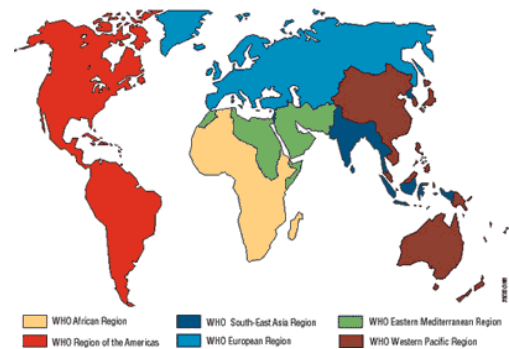 WHO African Region
WHO South-East Asia Region
WHO Eastern Mediterranean Region
WHO Region of the Americas
WHO European Region
WHO Western Pacific Region